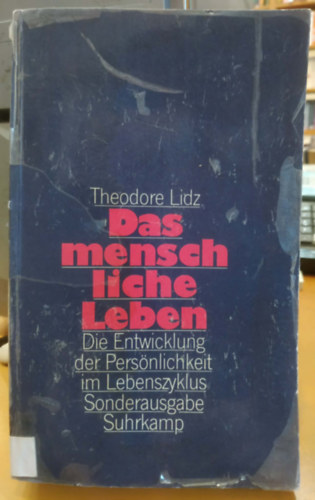 Theodore Lidz
Das
mensch
liche
Leben
Die Entwicklung
der Persönlichkeit
im Lebenszyklus
Sonderausgabe
Suhrkamp